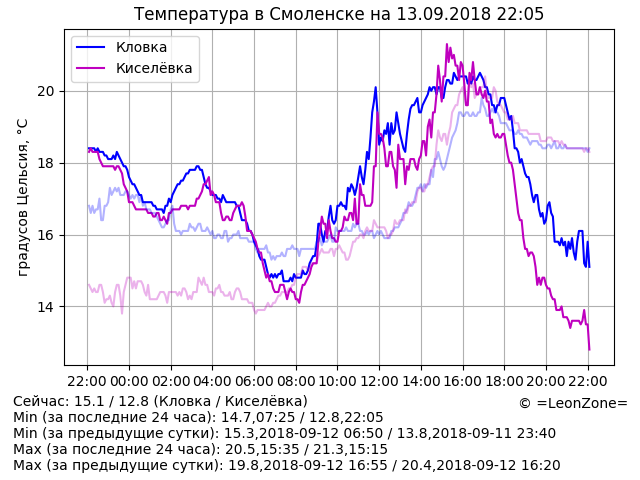 Температура в Смоленске на 13.09.2018 22:05
Кловка
Киселёвка
градусов Цельсия, °C
20
18
16
14
22:00 00:00 02:00 04:00 06:00 08:00 10:00 12:00 14:00 16:00 18:00 20:00 22:00
Сейчас: 15.1 / 12.8 (Кловка / Киселёвка)
© =LeonZone=
Min (за последние 24 часа): 14.7,07:25 / 12.8,22:05
Min (за предыдущие сутки): 15.3,2018-09-12 06:50 / 13.8,2018-09-11 23:40
Max (за последние 24 часа): 20.5,15:35 / 21.3,15:15
Max (за предыдущие сутки): 19.8,2018-09-12 16:55 / 20.4,2018-09-12 16:20